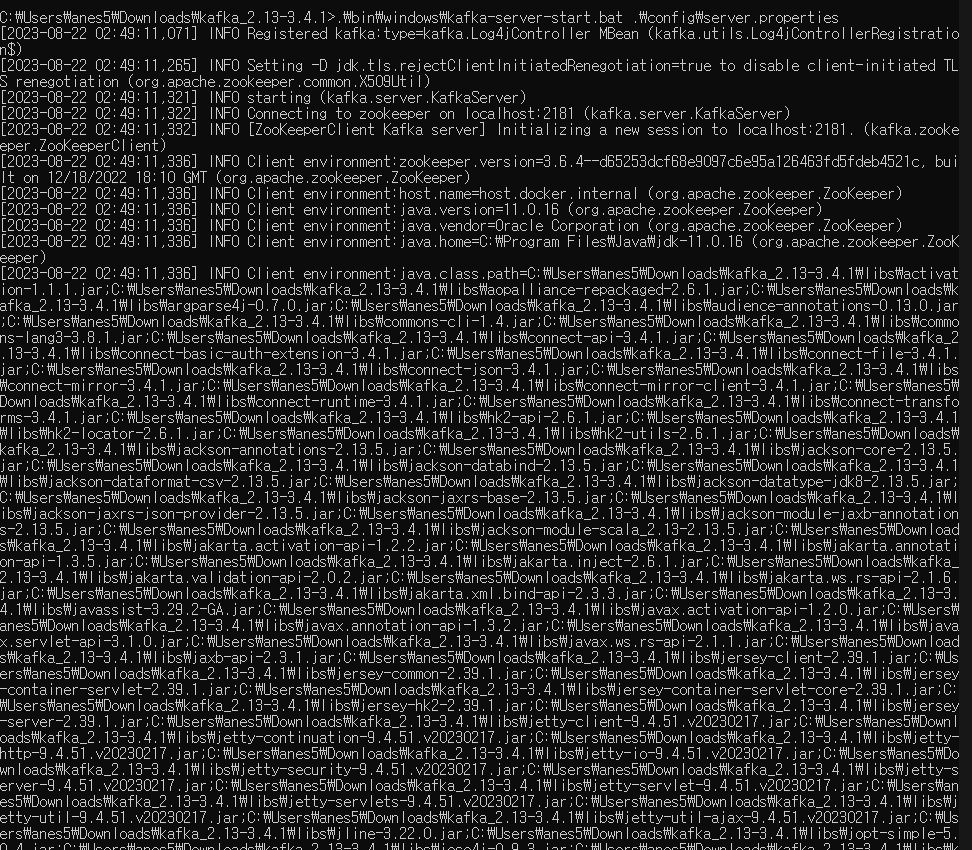 C:₩Users₩anes5₩Downloads₩kafka_2.13-3.4.1>.₩bin₩windows₩kafka-server-start.bat .₩config₩server.properties
[2023-08-22 02:49:11,071] INFO Registered kafka:type=kafka.Log4jController MBean (kafka.utils.Log4jControllerRegistratio
n$)
[2023-08-22 02:49:11,265] INFO Setting -D jdk.tls.rejectClientInitiatedRenegotiation=true to disable client-initiated TL
S renegotiation (org.apache.zookeeper.common.X509Util)
[2023-08-22 02:49:11,321] INFO starting (kafka.server.KafkaServer)
[2023-08-22 02:49:11,322] INFO Connecting to zookeeper on localhost:2181 (kafka.server.KafkaServer)
[2023-08-22 02:49:11,332] INFO [ZooKeeperClient Kafka server] Initializing a new session to localhost:2181. (kafka.zooke
eper.ZooKeeperClient)
[2023-08-22 02:49:11,336] INFO Client environment:zookeeper.version=3.6.4--d65253dcf68e9097c6e95a126463fd5fdeb4521c, bui
lt on 12/18/2022 18:10 GMT (org.apache.zookeeper.ZooKeeper)
[2023-08-22 02:49:11,336] INFO Client environment:host.name=host.docker.internal (org.apache.zookeeper.ZooKeeper)
[2023-08-22 02:49:11,336] INFO Client environment:java.version=11.0.16 (org.apache.zookeeper.ZooKeeper)
[2023-08-22 02:49:11,336] INFO Client environment:java.vendor=Oracle Corporation (org.apache.zookeeper.ZooKeeper)
[2023-08-22 02:49:11,336] INFO Client environment:java.home=C:₩Program Files₩Java₩jdk-11.0.16 (org.apache.zookeeper.ZooK
eeper)
[2023-08-22 02:49:11,336] INFO Client environment:java.class.path=C:₩Users₩anes5₩Downloads₩kafka_2.13-3.4.1₩libs₩activat
ion-1.1.1.jar;C:₩Users₩anes5₩Downloads₩kafka_2.13-3.4.1₩libs₩aopalliance-repackaged-2.6.1.jar;C:₩Users₩anes5₩Downloads₩k
afka_2.13-3.4.1₩libs₩argparse4j-0.7.0.jar;C:₩Users₩anes5₩Downloads₩kafka_2.13-3.4.1₩libs₩audience-annotations-0.13.0.jar
;C:₩Users₩anes5₩Downloads₩kafka_2.13-3.4.1₩libs₩commons-cli-1.4.jar;C:₩Users₩anes5₩Downloads₩kafka_2.13-3.4.1₩libs₩commo
ns-lang3-3.8.1.jar;C:₩Users₩anes5₩Downloads₩kafka_2.13-3.4.1₩libs₩connect-api-3.4.1.jar;C:₩Users₩anes5₩Downloads₩kafka_2
.13-3.4.1₩libs₩connect-basic-auth-extension-3.4.1.jar;C:₩Users₩anes5₩Downloads₩kafka_2.13-3.4.1₩libs₩connect-file-3.4.1.
jar;C:₩Users₩anes5₩Downloads₩kafka_2.13-3.4.1₩libs₩connect-json-3.4.1.jar;C:₩Users₩anes5₩Downloads₩kafka_2.13-3.4.1₩libs
₩connect-mirror-3.4.1.jar;C:₩Users₩anes5₩Downloads₩kafka_2.13-3.4.1₩libs₩connect-mirror-client-3.4.1.jar;C:₩Users₩anes5₩
Downloads₩kafka_2.13-3.4.1₩libs₩connect-runtime-3.4.1.jar;C:₩Users₩anes5₩Downloads₩kafka_2.13-3.4.1₩libs₩connect-transfo
rms-3.4.1.jar;C:₩Users₩anes5₩Downloads₩kafka_2.13-3.4.1₩libs₩hk2-api-2.6.1.jar;C:₩Users₩anes5₩Downloads₩kafka_2.13-3.4.1
₩libs₩hk2-locator-2.6.1.jar;C:₩Users₩anes5₩Downloads₩kafka_2.13-3.4.1₩libs₩hk2-utils-2.6.1.jar;C:₩Users₩anes5₩Downloads₩
kafka_2.13-3.4.1₩libs₩jackson-annotations-2.13.5.jar;C:₩Users₩anes5₩Downloads₩kafka_2.13-3.4.1₩libs₩jackson-core-2.13.5.
jar;C:₩Users₩anes5₩Downloads₩kafka_2.13-3.4.1₩libs₩jackson-databind-2.13.5.jar;C:₩Users₩anes5₩Downloads₩kafka_2.13-3.4.1
₩libs₩jackson-dataformat-csv-2.13.5.jar;C:₩Users₩anes5₩Downloads₩kafka_2.13-3.4.1₩libs₩jackson-datatype-jdk8-2.13.5.jar;
C:₩Users₩anes5₩Downloads₩kafka_2.13-3.4.1₩libs₩jackson-jaxrs-base-2.13.5.jar;C:₩Users₩anes5₩Downloads₩kafka_2.13-3.4.1₩l
ibs₩jackson-jaxrs-json-provider-2.13.5.jar;C:₩Users₩anes5₩Downloads₩kafka_2.13-3.4.1₩libs₩jackson-module-jaxb-annotation
s-2.13.5.jar;C:₩Users₩anes5₩Downloads₩kafka_2.13-3.4.1₩libs₩jackson-module-scala_2.13-2.13.5.jar;C:₩Users₩anes5₩Download
s₩kafka_2.13-3.4.1₩libs₩jakarta.activation-api-1.2.2.jar;C:₩Users₩anes5₩Downloads₩kafka_2.13-3.4.1₩libs₩jakarta.annotati
on-api-1.3.5.jar;C:₩Users₩anes5₩Downloads₩kafka_2.13-3.4.1₩libs₩jakarta.inject-2.6.1.jar;C:₩Users₩anes5₩Downloads₩kafka_
2.13-3.4.1₩libs₩jakarta.validation-api-2.0.2.jar;C:₩Users₩anes5₩Downloads₩kafka_2.13-3.4.1₩libs₩jakarta.ws.rs-api-2.1.6.
jar;C:₩Users₩anes5₩Downloads₩kafka_2.13-3.4.1₩libs₩jakarta.xml.bind-api-2.3.3.jar;C:₩Users₩anes5₩Downloads₩kafka_2.13-3.
4.1₩libs₩javassist-3.29.2-GA.jar;C:₩Users₩anes5₩Downloads₩kafka_2.13-3.4.1₩libs₩javax.activation-api-1.2.0.jar;C:₩Users₩
anes5₩Downloads₩kafka_2.13-3.4.1₩libs₩javax.annotation-api-1.3.2.jar;C:₩Users₩anes5₩Downloads₩kafka_2.13-3.4.1₩libs₩java
x.servlet-api-3.1.0.jar;C:₩Users₩anes5₩Downloads₩kafka_2.13-3.4.1₩libs₩javax.ws.rs-api-2.1.1.jar;C:₩Users₩anes5₩Download
s₩kafka_2.13-3.4.1₩libs₩jaxb-api-2.3.1.jar;C:₩Users₩anes5₩Downloads₩kafka_2.13-3.4.1₩libs₩jersey-client-2.39.1.jar;C:₩Us
ers₩anes5₩Downloads₩kafka_2.13-3.4.1₩libs₩jersey-common-2.39.1.jar;C:₩Users₩anes5₩Downloads₩kafka_2.13-3.4.1₩libs₩jersey
-container-servlet-2.39.1.jar;C:₩Users₩anes5₩Downloads₩kafka_2.13-3.4.1₩libs₩jersey-container-servlet-core-2.39.1.jar;C:
₩Users₩anes5₩Downloads₩kafka_2.13-3.4.1₩libs₩jersey-hk2-2.39.1.jar;C:₩Users₩anes5₩Downloads₩kafka_2.13-3.4.1₩libs₩jersey
-server-2.39.1.jar;C:₩Users₩anes5₩Downloads₩kafka_2.13-3.4.1₩libs₩jetty-client-9.4.51.v20230217.jar;C:₩Users₩anes5₩Downl
oads₩kafka_2.13-3.4.1₩libs₩jetty-continuation-9.4.51.v20230217.jar;C:₩Users₩anes5₩Downloads₩kafka_2.13-3.4.1₩libs₩jetty-
http-9.4.51.v20230217.jar;C:₩Users₩anes5₩Downloads₩kafka_2.13-3.4.1₩libs₩jetty-io-9.4.51.v20230217.jar;C:₩Users₩anes5₩Do
wnloads₩kafka_2.13-3.4.1₩libs₩jetty-security-9.4.51.v20230217.jar;C:₩Users₩anes5₩Downloads₩kafka_2.13-3.4.1₩libs₩jetty-s
erver-9.4.51.v20230217.jar;C:₩Users₩anes5₩Downloads₩kafka_2.13-3.4.1₩libs₩jetty-servlet-9.4.51.v20230217.jar;C:₩Users₩an
es5₩Downloads₩kafka_2.13-3.4.1₩libs₩jetty-servlets-9.4.51.v20230217.jar;C:₩Users₩anes5₩Downloads₩kafka_2.13-3.4.1₩libs₩j
etty-util-9.4.51.v20230217.jar;C:₩Users₩anes5₩Downloads₩kafka_2.13-3.4.1₩libs₩jetty-util-ajax-9.4.51.v20230217.jar;C:₩Us
ers₩anes5₩Downloads₩kafka_2.13-3.4.1₩libs₩jline-3.22.0.jar;C:₩Users₩anes5₩Downloads₩kafka_2.13-3.4.1₩libs₩jopt-simple-5.